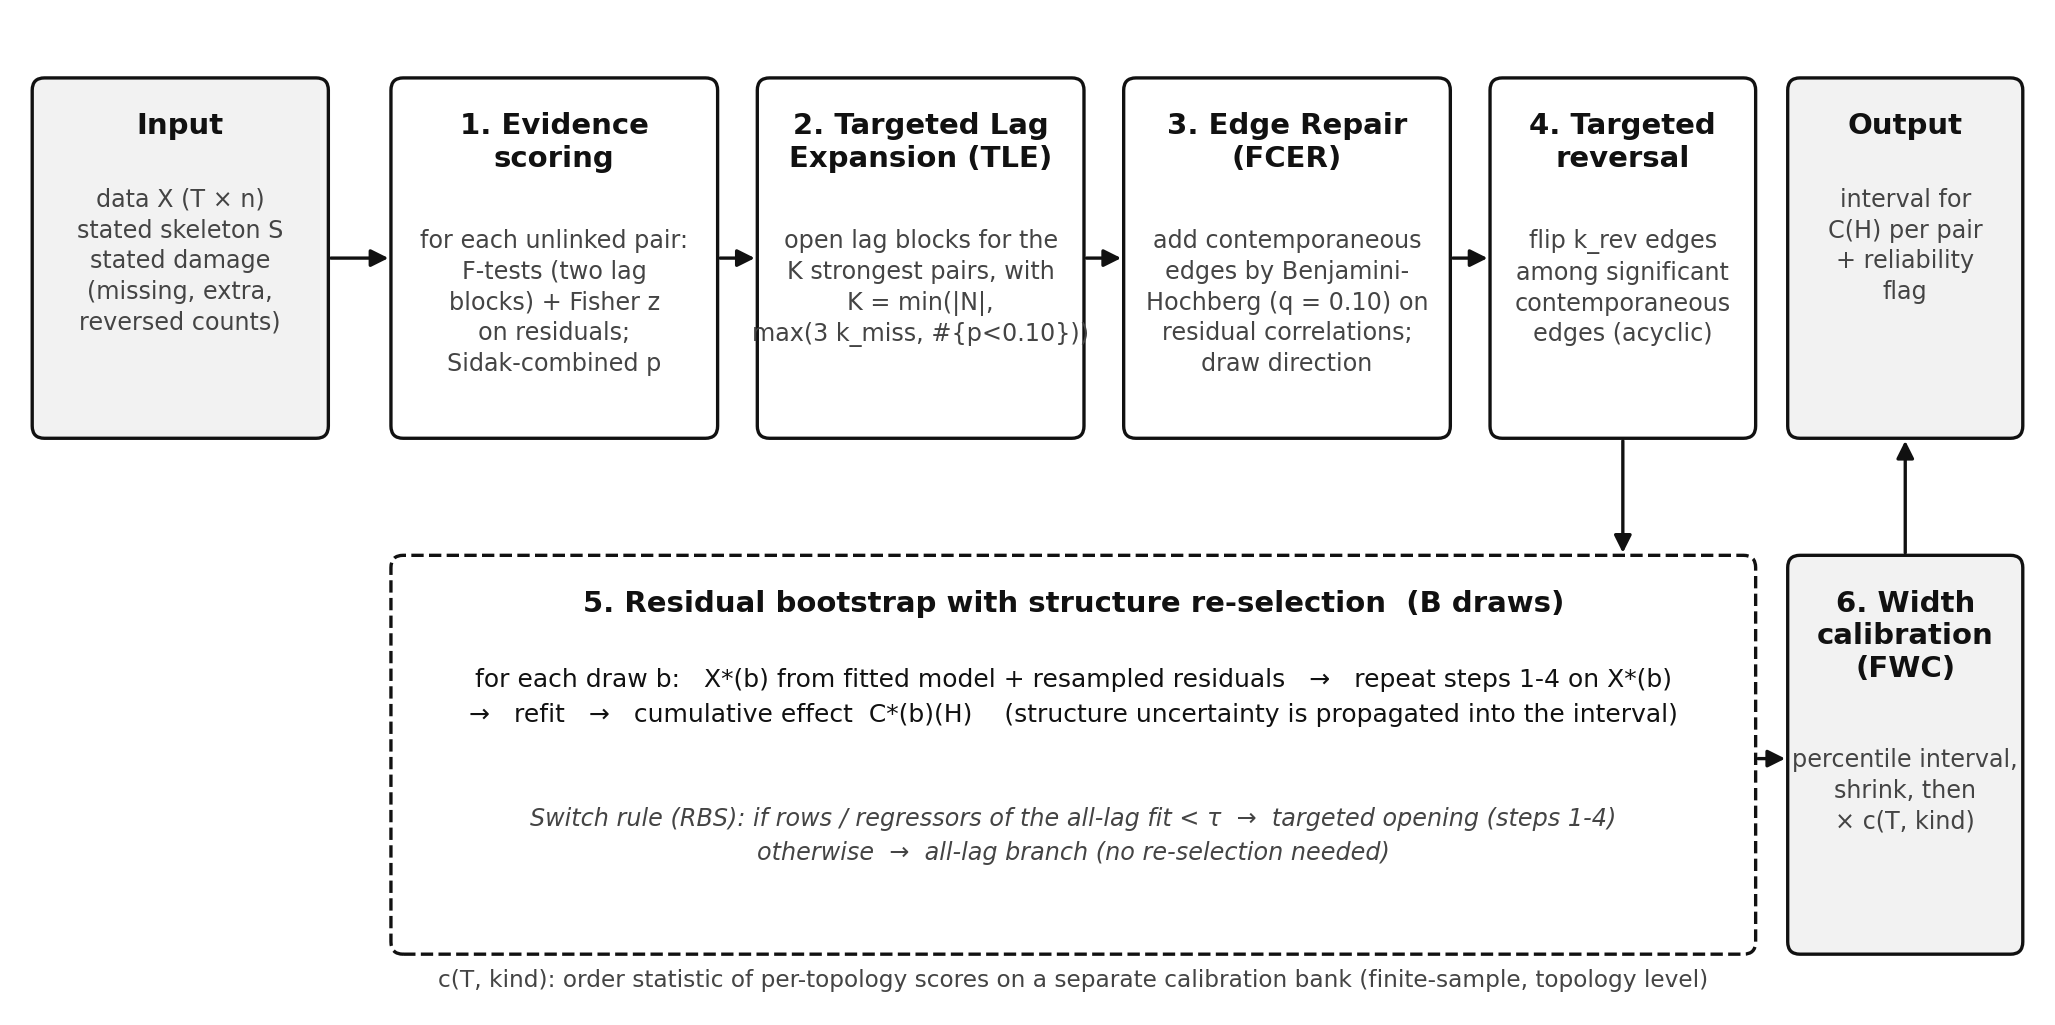 Input
data X (T × n)
stated skeleton S
stated damage
(missing, extra,
reversed counts)
1. Evidence
scoring
for each unlinked pair:
F-tests (two lag
blocks) + Fisher z
on residuals;
Sidak-combined p
2. Targeted Lag
Expansion (TLE)
open lag blocks for the
K strongest pairs, with
K = min(|N|,
max(3 k_miss, #{p<0.10}))
3. Edge Repair
(FCER)
add contemporaneous
edges by Benjamini-
Hochberg (q = 0.10) on
residual correlations;
draw direction
4. Targeted
reversal
flip k_rev edges
among significant
contemporaneous
edges (acyclic)
Output
interval for
C(H) per pair
+ reliability
flag
5. Residual bootstrap with structure re-selection  (B draws)
for each draw b:   X*(b) from fitted model + resampled residuals   →   repeat steps 1-4 on X*(b)
→   refit   →   cumulative effect  C*(b)(H)    (structure uncertainty is propagated into the interval)
Switch rule (RBS): if rows / regressors of the all-lag fit < τ  →  targeted opening (steps 1-4)
otherwise  →  all-lag branch (no re-selection needed)
6. Width
calibration
(FWC)
percentile interval,
shrink, then
× c(T, kind)
c(T, kind): order statistic of per-topology scores on a separate calibration bank (finite-sample, topology level)